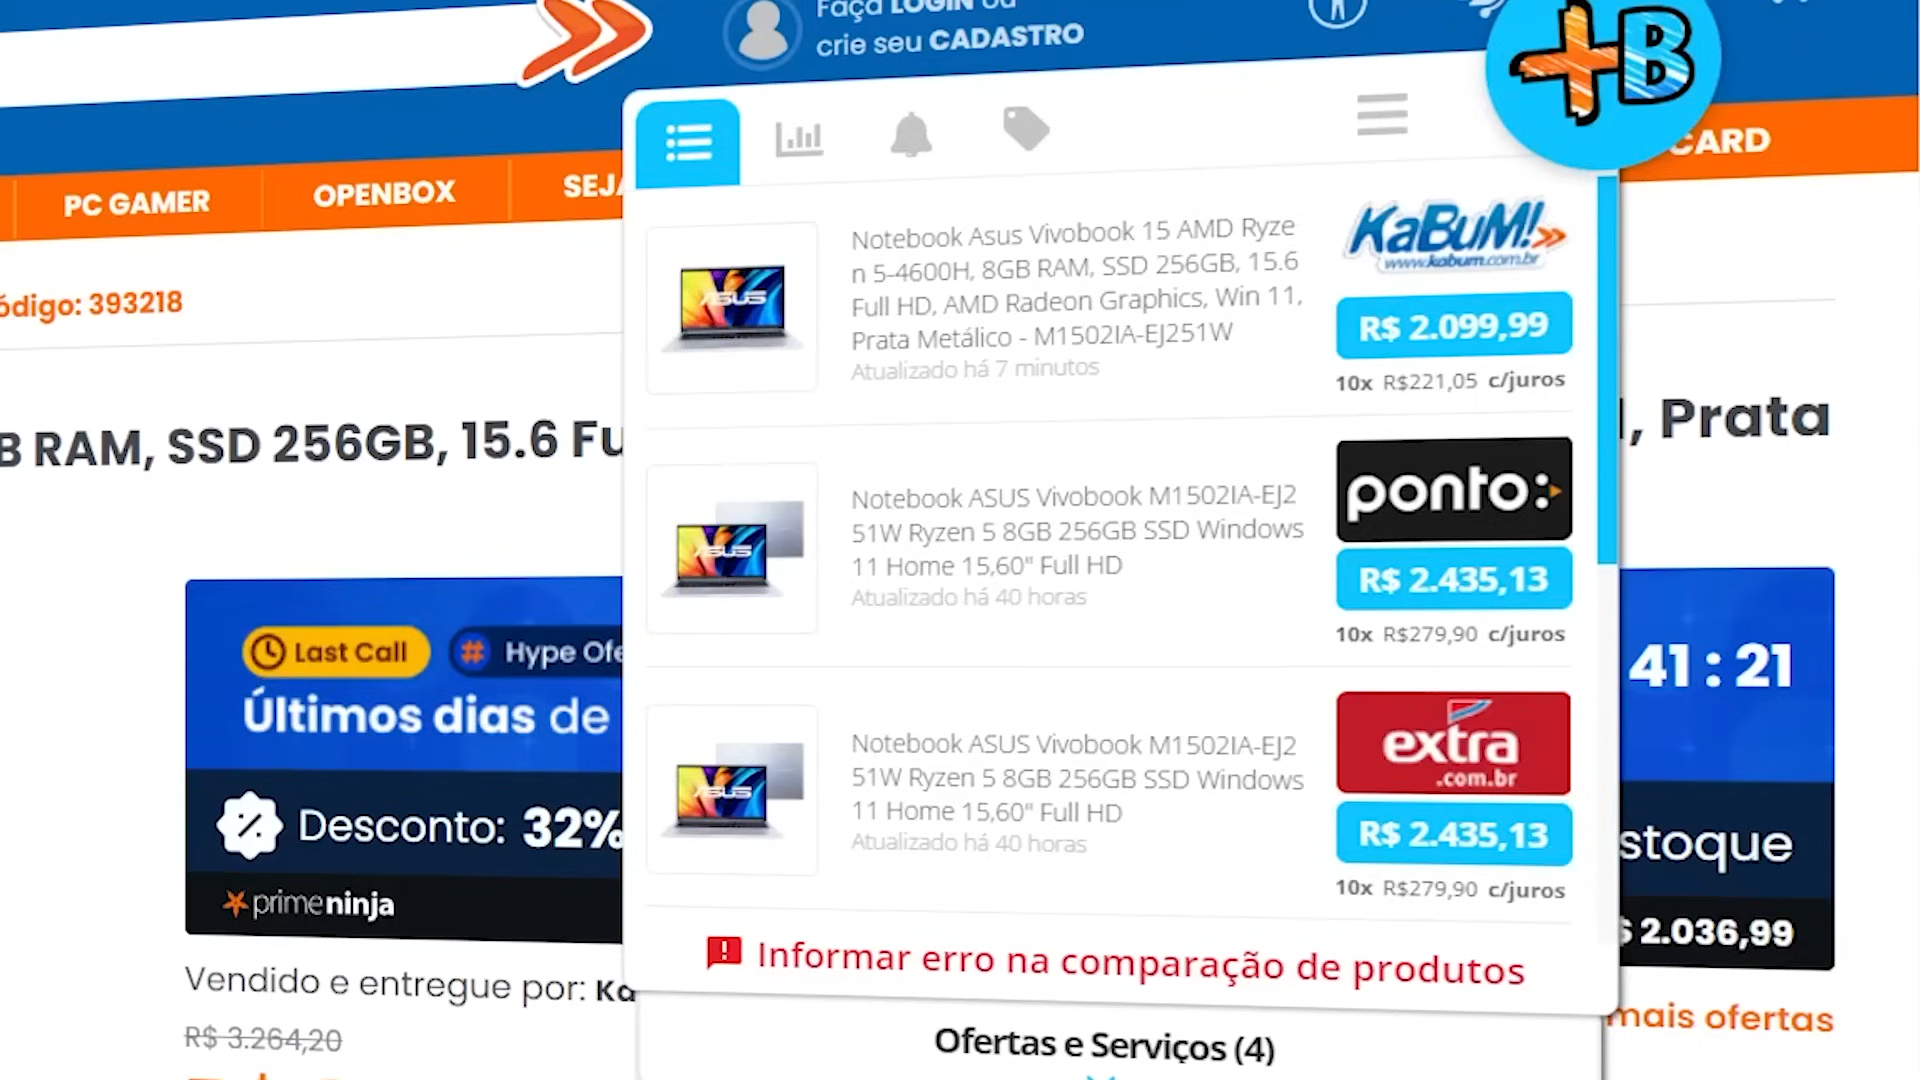 Faça LOGIN ou
crie seu CADASTRO
+B
CARD
PC GAMER
OPENBOX
SEJA
ódigo: 393218
B RAM, SSD 256GB, 15.6 Fu
, Prata
Notebook Asus Vivobook 15 AMD Ryze
n 5-4600H, 8GB RAM, SSD 256GB, 15.6
Full HD, AMD Radeon Graphics, Win 11,
Prata Metálico - M1502IA-EJ251W
Atualizado há 7 minutos
KaBuM!
www.kabum.com.br
R$ 2.099,99
10x R$221,05 c/juros
Notebook ASUS Vivobook M1502IA-EJ2
51W Ryzen 5 8GB 256GB SSD Windows
11 Home 15,60" Full HD
Atualizado há 40 horas
ponto:
R$ 2.435,13
10x R$279,90 c/juros
Notebook ASUS Vivobook M1502IA-EJ2
51W Ryzen 5 8GB 256GB SSD Windows
11 Home 15,60" Full HD
Atualizado há 40 horas
extra
.com.br
R$ 2.435,13
10x R$279,90 c/juros
Informar erro na comparação de produtos
Ofertas e Serviços (4)
Last Call
# Hype Ofe
Últimos dias de
41 : 21
Desconto: 32%
stoque
primeninja
$ 2.036,99
Vendido e entregue por: Ka
R$ 3.264,20
mais ofertas
ASUS
ASUS
ASUS